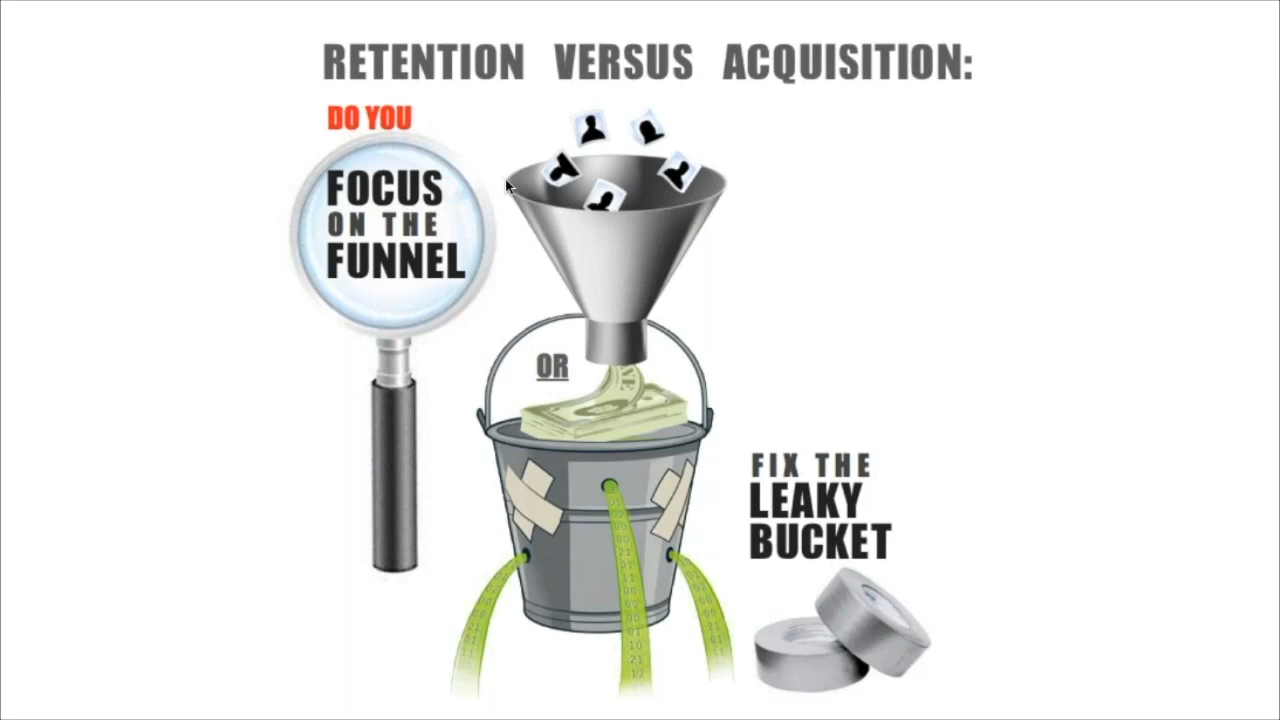 RETENTION VERSUS ACQUISITION:
DO YOU
FOCUS
ON THE
FUNNEL
OR
FIX THE
LEAKY
BUCKET